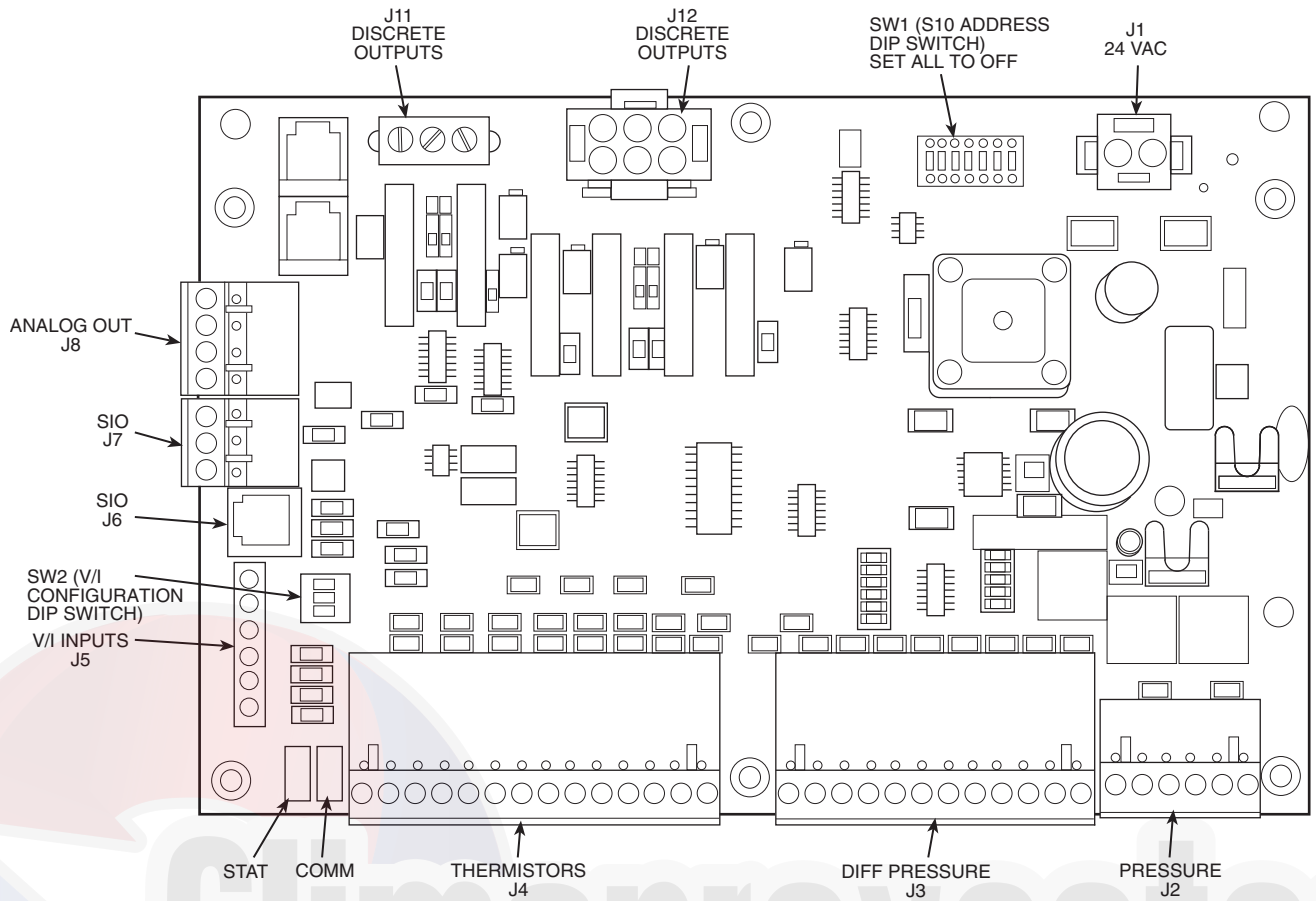 J11
DISCRETE
OUTPUTS
J12
DISCRETE
OUTPUTS
SW1 (S10 ADDRESS
DIP SWITCH)
SET ALL TO OFF
J1
24 VAC
ANALOG OUT
J8
SIO
J7
SIO
J6
SW2 (V/I
CONFIGURATION
DIP SWITCH)
V/I INPUTS
J5
STAT
COMM
THERMISTORS
J4
DIFF PRESSURE
J3
PRESSURE
J2